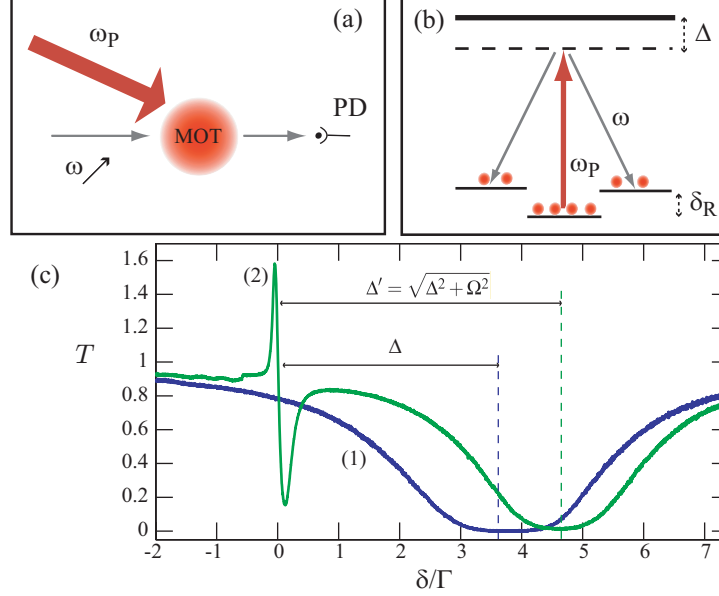 (a)
ω_P
MOT
PD
ω
(b)
Δ
ω
ω_P
δ_R
(c)
(2)
Δ′ = √Δ² + Ω²
Δ
(1)
T
1.6
1.4
1.2
1
0.8
0.6
0.4
0.2
0
-2 -1 0 1 2 3 4 5 6 7
δ/Γ